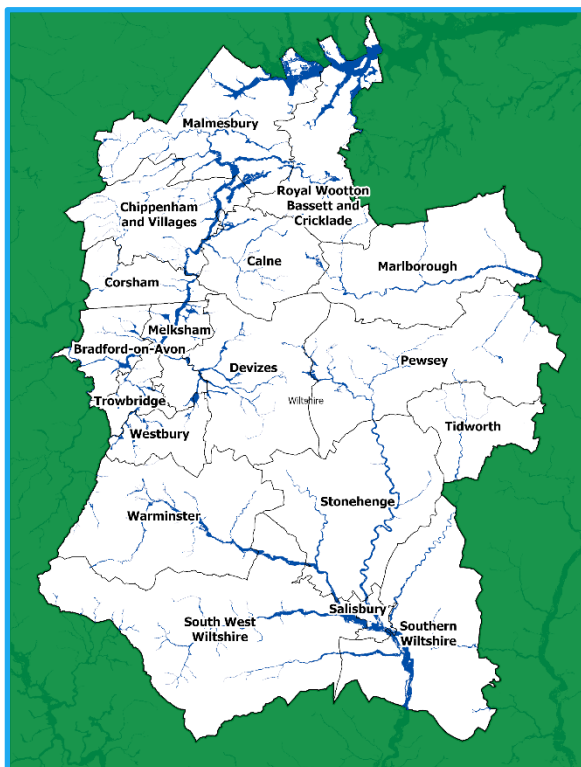 Malmesbury
Royal Wootton
Bassett and
Cricklade
Chippenham
and Villages
Calne
Marlborough
Corsham
Melksham
Bradford-on-Avon
Devizes
Pewsey
Trowbridge
Wiltshire
Westbury
Tidworth
Stonehenge
Warminster
Salisbury
South West
Wiltshire
Southern
Wiltshire